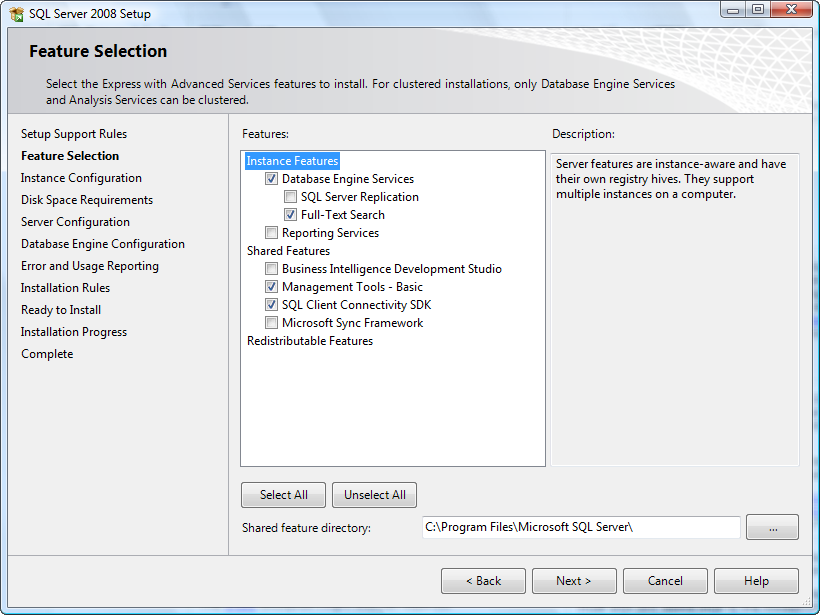 SQL Server 2008 Setup
Feature Selection
Select the Express with Advanced Services features to install. For clustered installations, only Database Engine Services
and Analysis Services can be clustered.
Setup Support Rules
Feature Selection
Instance Configuration
Disk Space Requirements
Server Configuration
Database Engine Configuration
Error and Usage Reporting
Installation Rules
Ready to Install
Installation Progress
Complete
Features:
Instance Features
Database Engine Services
SQL Server Replication
Full-Text Search
Reporting Services
Shared Features
Business Intelligence Development Studio
Management Tools - Basic
SQL Client Connectivity SDK
Microsoft Sync Framework
Redistributable Features
Description:
Server features are instance-aware and have
their own registry hives. They support
multiple instances on a computer.
Select All
Unselect All
Shared feature directory:
C:\Program Files\Microsoft SQL Server\
...
< Back
Next >
Cancel
Help